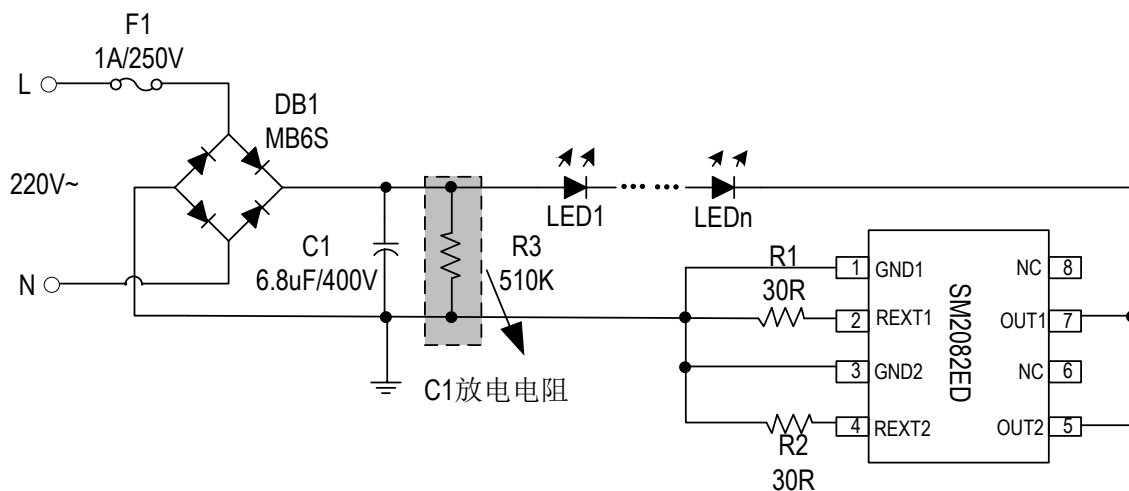 F1
1A/250V
L
DB1
MB6S
220V~
N
C1
6.8uF/400V
R3
510K
C1放电电阻
LED1
LEDn
R1
30R
R2
30R
SM2082ED
1 GND1
2 REXT1
3 GND2
4 REXT2
NC 8
OUT1 7
NC 6
OUT2 5